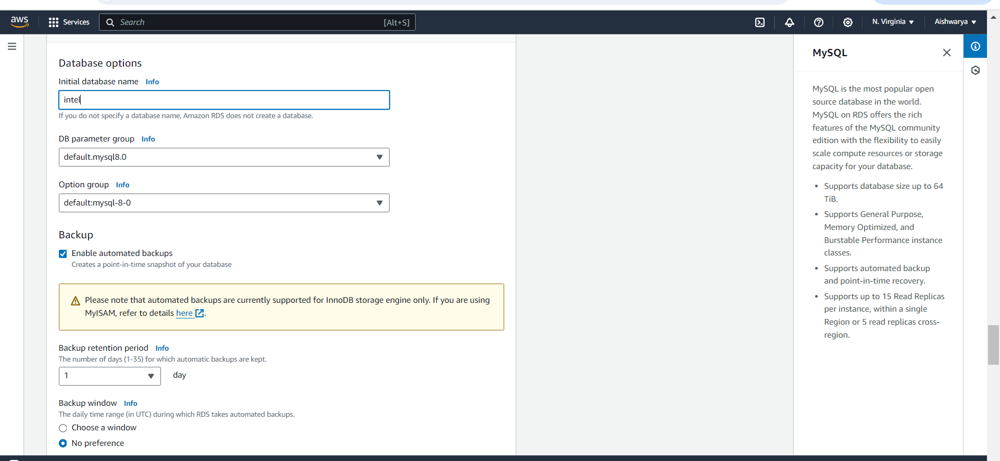 aws
Services
Search
[Alt+S]
N. Virginia
Aishwarya
Database options
Initial database name Info
intel
If you do not specify a database name, Amazon RDS does not create a database.
DB parameter group Info
default.mysql8.0
Option group Info
default:mysql-8-0
Backup
Enable automated backups
Creates a point-in-time snapshot of your database
Please note that automated backups are currently supported for InnoDB storage engine only. If you are using
MyISAM, refer to details here.
Backup retention period Info
The number of days (1-35) for which automatic backups are kept.
1 day
Backup window Info
The daily time range (in UTC) during which RDS takes automated backups.
Choose a window
No preference
MySQL
MySQL is the most popular open
source database in the world.
MySQL on RDS offers the rich
features of the MySQL community
edition with the flexibility to easily
scale compute resources or storage
capacity for your database.
• Supports database size up to 64
TiB.
• Supports General Purpose,
Memory Optimized, and
Burstable Performance instance
classes.
• Supports automated backup
and point-in-time recovery.
• Supports up to 15 Read Replicas
per instance, within a single
Region or 5 read replicas cross-
region.